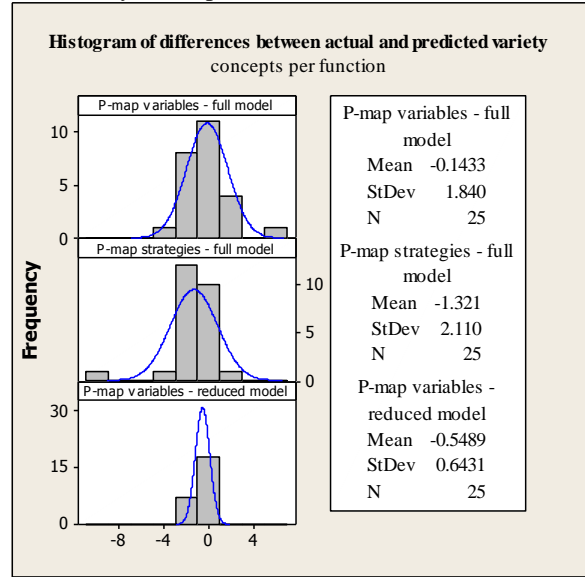 Histogram of differences between actual and predicted variety
concepts per function
P-map variables - full model
10
5
0
P-map strategies - full model
10
5
0
P-map variables - reduced model
30
15
0
-8 -4 0 4
Frequency
P-map variables - full
model
Mean -0.1433
StDev 1.840
N 25
P-map strategies - full
model
Mean -1.321
StDev 2.110
N 25
P-map variables -
reduced model
Mean -0.5489
StDev 0.6431
N 25